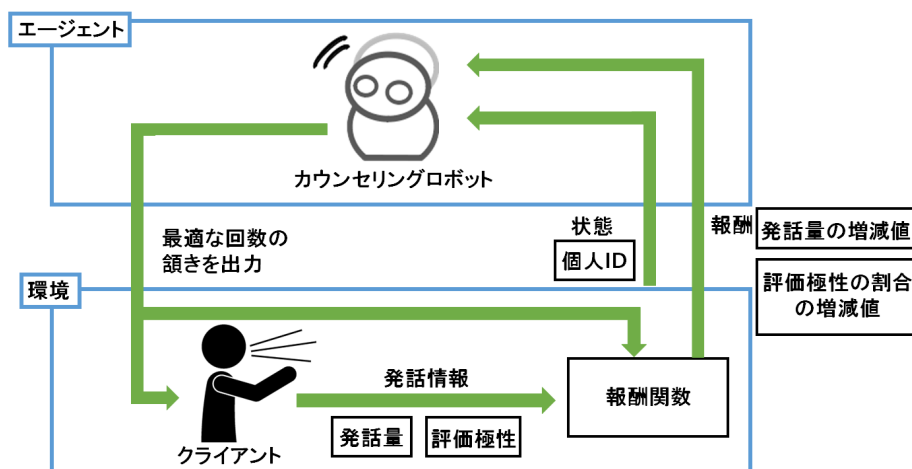 エージェント
カウンセリングロボット
最適な回数の
頷きを出力
状態
個人ID
報酬
発話量の増減値
評価極性の割合
の増減値
環境
発話情報
発話量
評価極性
報酬関数
クライアント